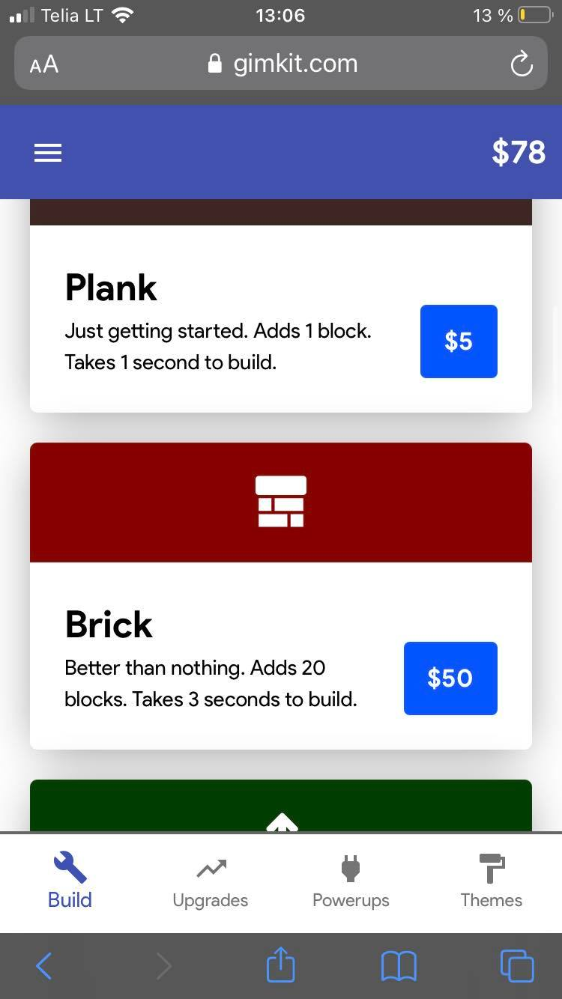 Telia LT 13:06 13 %
AA gimkit.com
$78
Plank
Just getting started. Adds 1 block.
Takes 1 second to build.
$5
Brick
Better than nothing. Adds 20
blocks. Takes 3 seconds to build.
$50
Build Upgrades Powerups Themes